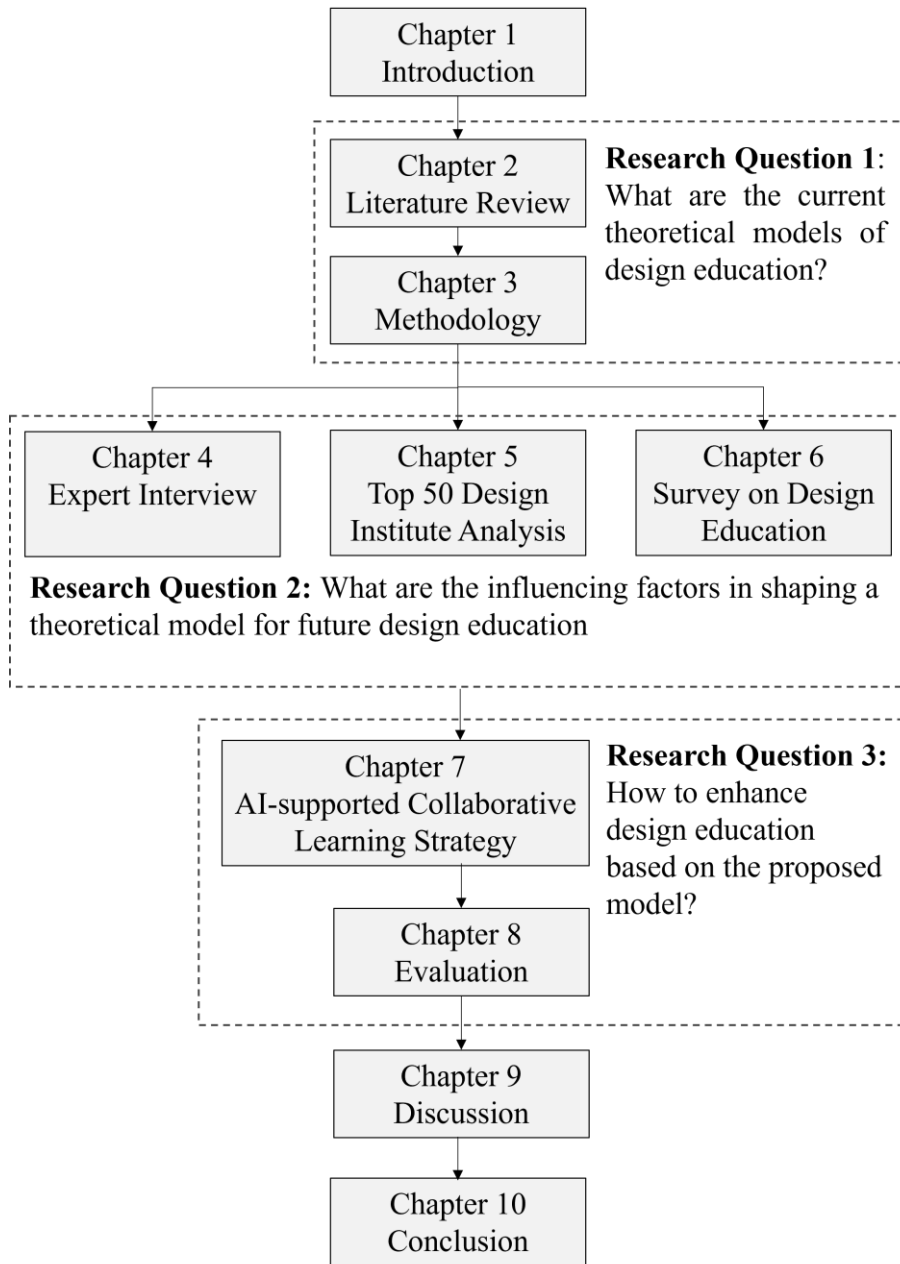 Chapter 1
Introduction
Chapter 2
Literature Review
Research Question 1:
What are the current
theoretical models of
design education?
Chapter 3
Methodology
Chapter 4
Expert Interview
Chapter 5
Top 50 Design
Institute Analysis
Chapter 6
Survey on Design
Education
Research Question 2: What are the influencing factors in shaping a
theoretical model for future design education
Chapter 7
AI-supported Collaborative
Learning Strategy
Research Question 3:
How to enhance
design education
based on the proposed
model?
Chapter 8
Evaluation
Chapter 9
Discussion
Chapter 10
Conclusion